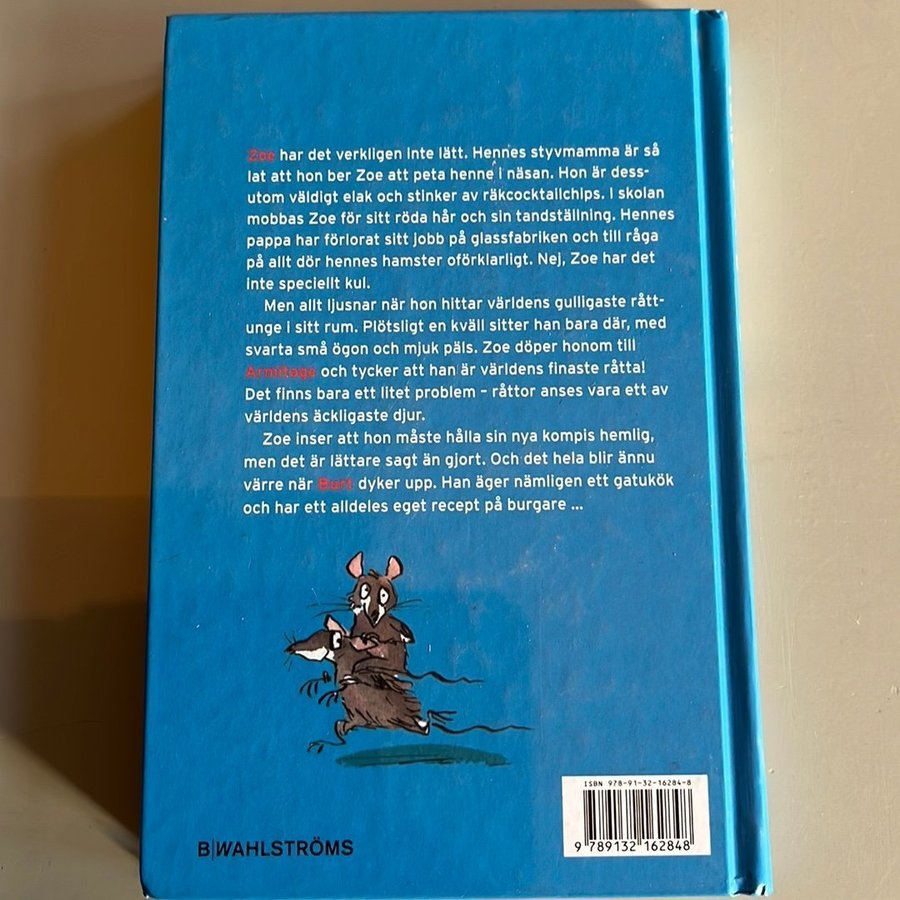 Zoe har det verkligen inte lätt. Hennes styvmamma är så
lat att hon ber Zoe att peta henne i näsan. Hon är dess-
utom väldigt elak och stinker av räkcocktailchips. I skolan
mobbas Zoe för sitt röda hår och sin tandställning. Hennes
pappa har förlorat sitt jobb på glassfabriken och till råga
på allt dör hennes hamster oförklarligt. Nej, Zoe har det
inte speciellt kul.
Men allt ljusnar när hon hittar världens gulligaste rått-
unge i sitt rum. Plötsligt en kväll sitter han bara där, med
svarta små ögon och mjuk päls. Zoe döper honom till
Armitage och tycker att han är världens finaste råtta!
Det finns bara ett litet problem – råttor anses vara ett av
världens äckligaste djur.
Zoe inser att hon måste hålla sin nya kompis hemlig,
men det är lättare sagt än gjort. Och det hela blir ännu
värre när Burt dyker upp. Han äger nämligen ett gatukök
och har ett alldeles eget recept på burgare ...
ISBN 978-91-32-16284-8
9 789132 162848
B|WAHLSTRÖMS